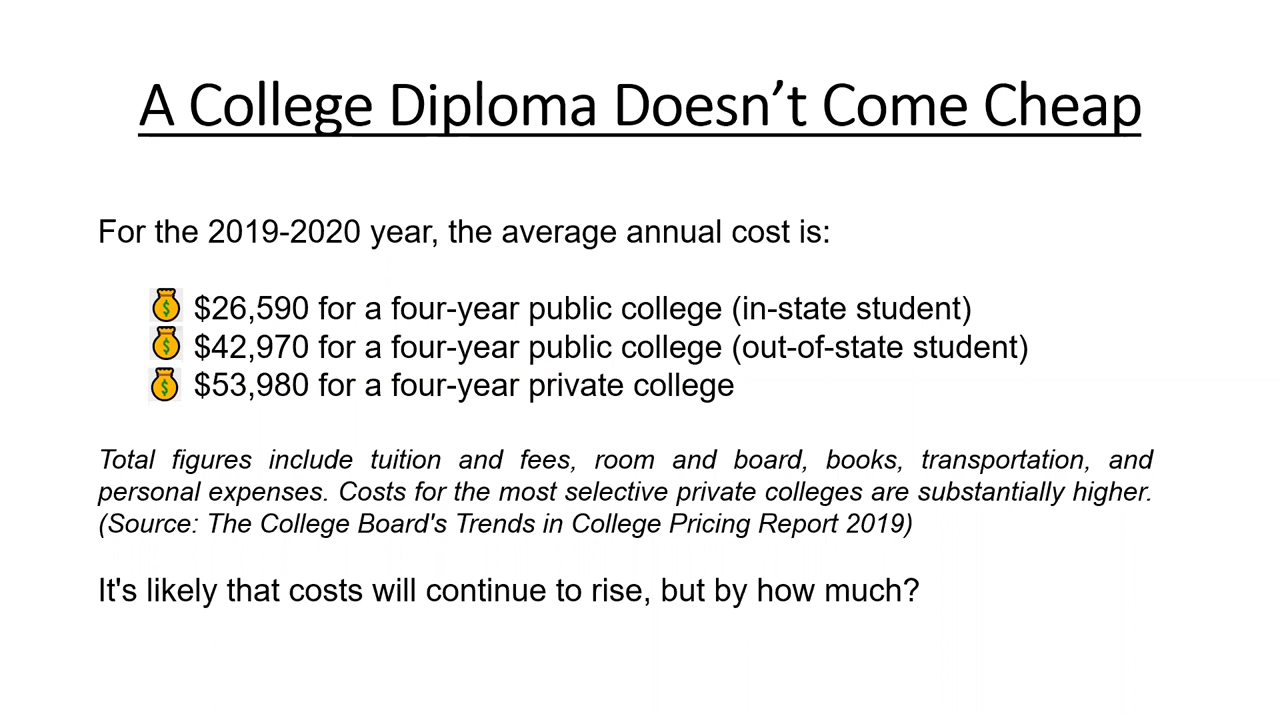 A College Diploma Doesn’t Come Cheap
For the 2019-2020 year, the average annual cost is:
$26,590 for a four-year public college (in-state student)
$42,970 for a four-year public college (out-of-state student)
$53,980 for a four-year private college
Total figures include tuition and fees, room and board, books, transportation, and
personal expenses. Costs for the most selective private colleges are substantially higher.
(Source: The College Board's Trends in College Pricing Report 2019)
It's likely that costs will continue to rise, but by how much?